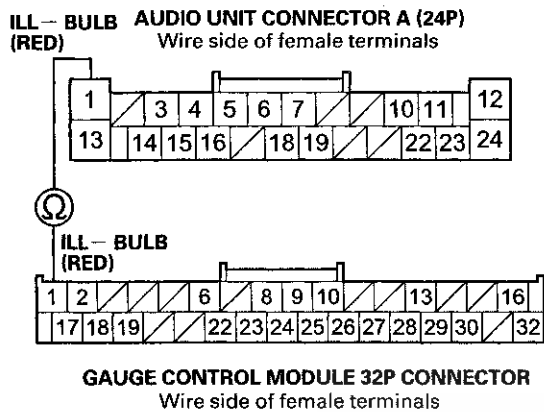 ILL– BULB
(RED)
AUDIO UNIT CONNECTOR A (24P)
Wire side of female terminals
1 3 4 5 6 7 10 11 12
13 14 15 16 18 19 22 23 24
Ω
ILL– BULB
(RED)
1 2 6 8 9 10 13 16
17 18 19 22 23 24 25 26 27 28 29 30 32
GAUGE CONTROL MODULE 32P CONNECTOR
Wire side of female terminals